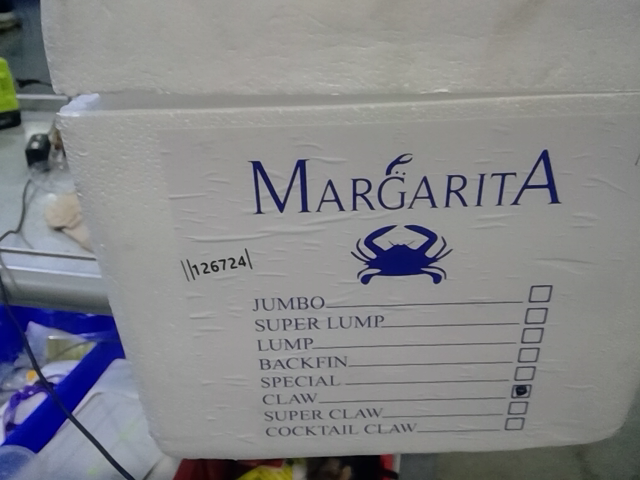 MARGARITA
126724
JUMBO
SUPER LUMP
LUMP
BACKFIN
SPECIAL
CLAW
SUPER CLAW
COCKTAIL CLAW